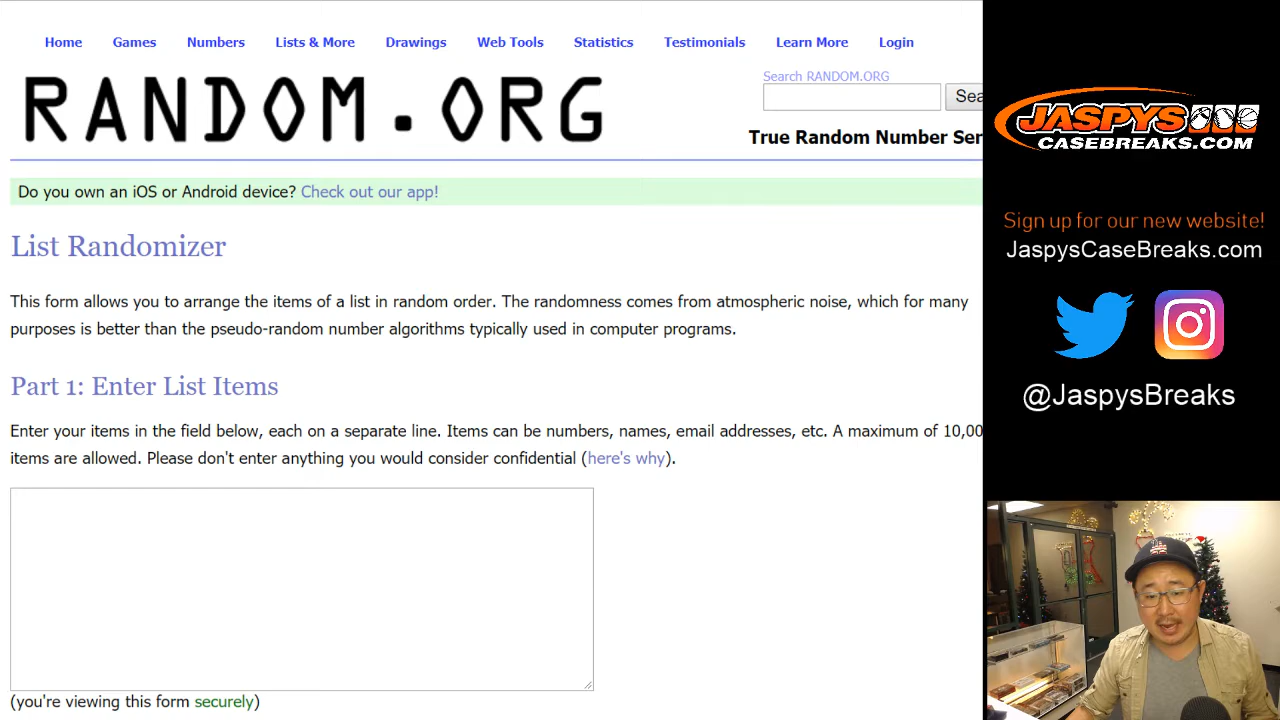 Home Games Numbers Lists & More Drawings Web Tools Statistics Testimonials Learn More Login
RANDOM.ORG
Search RANDOM.ORG
Sea
True Random Number Ser
Do you own an iOS or Android device? Check out our app!
List Randomizer
This form allows you to arrange the items of a list in random order. The randomness comes from atmospheric noise, which for many
purposes is better than the pseudo-random number algorithms typically used in computer programs.
Part 1: Enter List Items
Enter your items in the field below, each on a separate line. Items can be numbers, names, email addresses, etc. A maximum of 10,00
items are allowed. Please don't enter anything you would consider confidential (here's why).
(you're viewing this form securely)
JASPYS
CASEBREAKS.COM
Sign up for our new website!
JaspysCaseBreaks.com
@JaspysBreaks